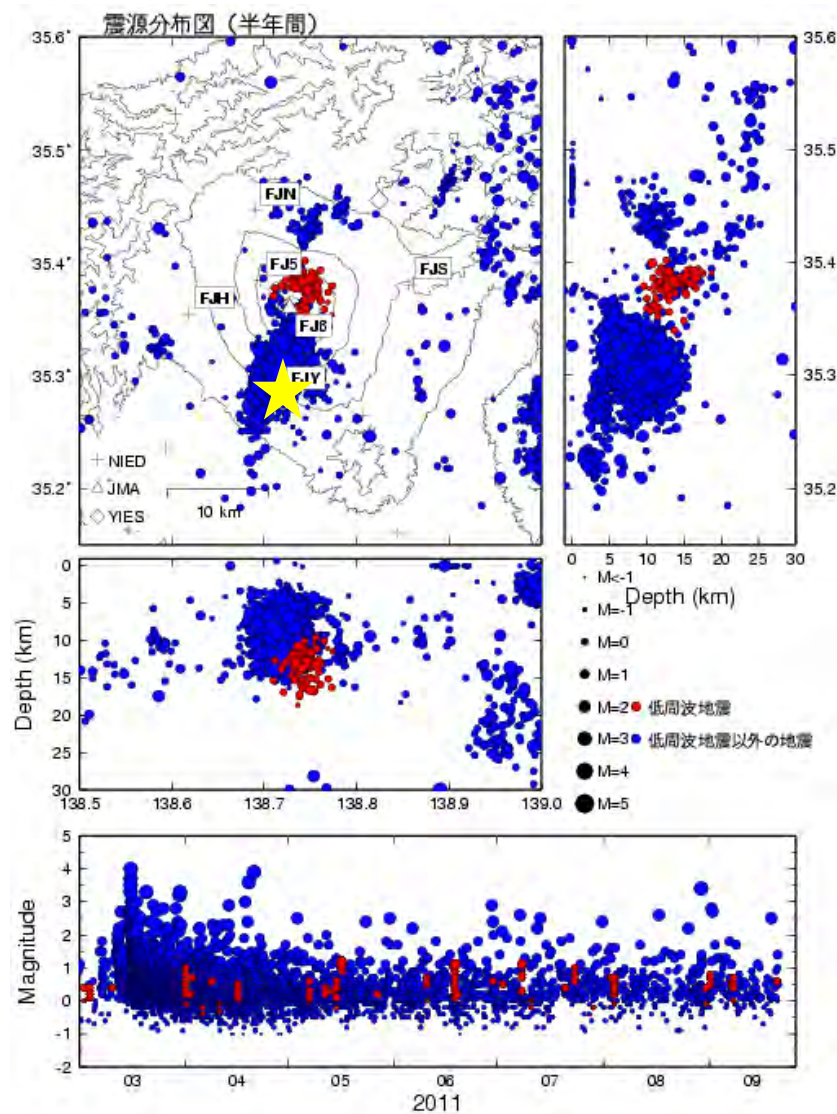 震源分布図（半年間）
35.6° 35.6
35.5° 35.5
35.4° 35.4
35.3° 35.3
35.2° 35.2
FJN
FJ5
FJS
FJH
FJ6
FJY
NIED
JMA
YIES
10 km
0 5 10 15 20 25 30
Depth (km)
0
5
10
15
20
25
30
Depth (km)
138.5 138.6 138.7 138.8 138.9 139.0
M<-1
M=-1
M=0
M=1
M=2 低周波地震
M=3 低周波地震以外の地震
M=4
M=5
5
4
3
2
1
0
-1
-2
Magnitude
03 04 05 06 07 08 09
2011